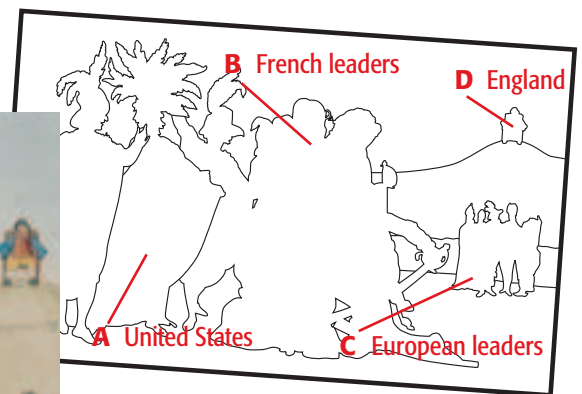 B French leaders
D England
A United States
C European leaders